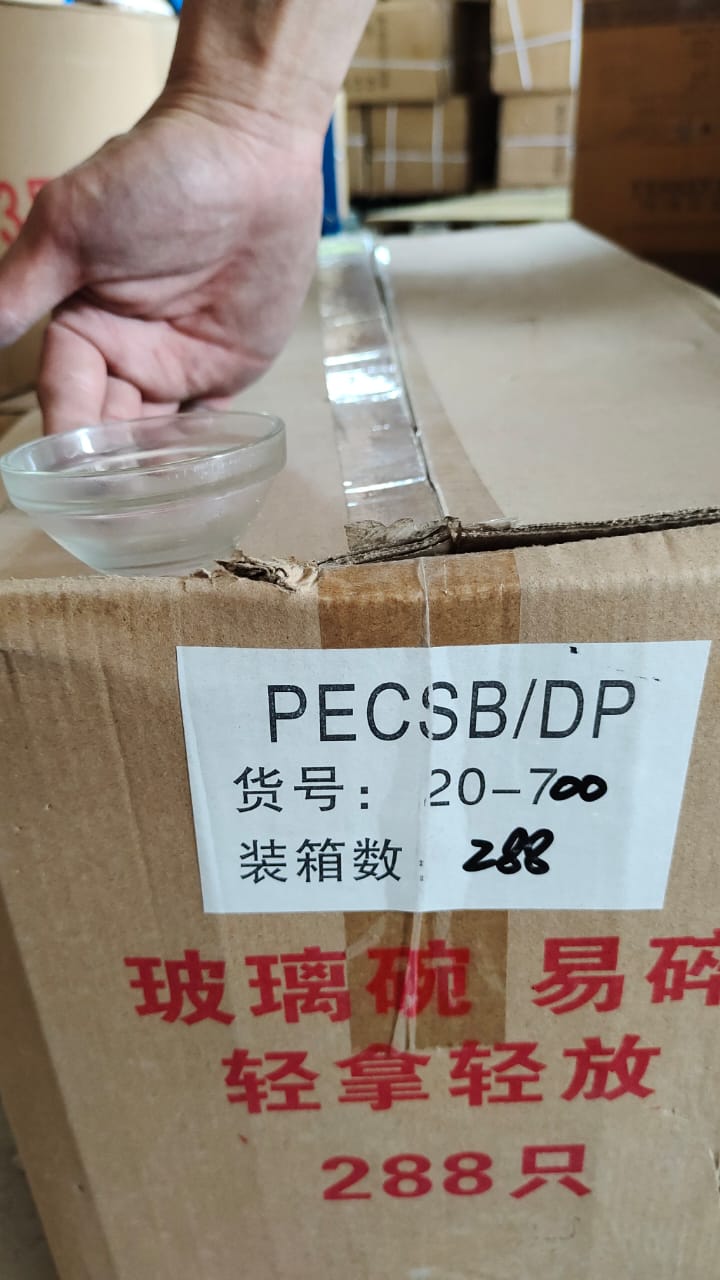 PECSB/DP
货号： 20-700
装箱数： 288
玻璃碗 易碎
轻拿轻放
288只